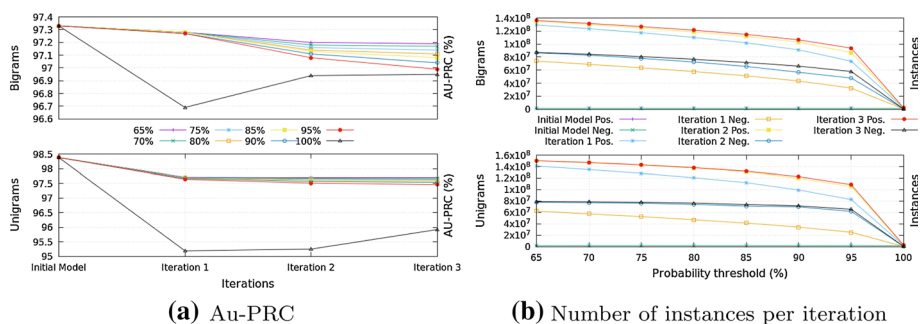 97.4
97.3
97.2
97.1
97
96.9
96.8
96.7
96.6
Bigrams
AU-PRC (%)
65% 75% 85% 95%
70% 80% 90% 100%
98.5
98
97.5
97
96.5
96
95.5
95
Unigrams
AU-PRC (%)
Initial Model Iteration 1 Iteration 2 Iteration 3
Iterations
(a) Au-PRC
1.4x10⁸
1.2x10⁸
1x10⁸
8x10⁷
6x10⁷
4x10⁷
2x10⁷
0
Bigrams
Instances
Initial Model Pos. Iteration 1 Neg. Iteration 3 Pos.
Initial Model Neg. Iteration 2 Pos. Iteration 3 Neg.
Iteration 1 Pos. Iteration 2 Neg.
1.6x10⁸
1.4x10⁸
1.2x10⁸
1x10⁸
8x10⁷
6x10⁷
4x10⁷
2x10⁷
0
Unigrams
Instances
65 70 75 80 85 90 95 100
Probability threshold (%)
(b) Number of instances per iteration